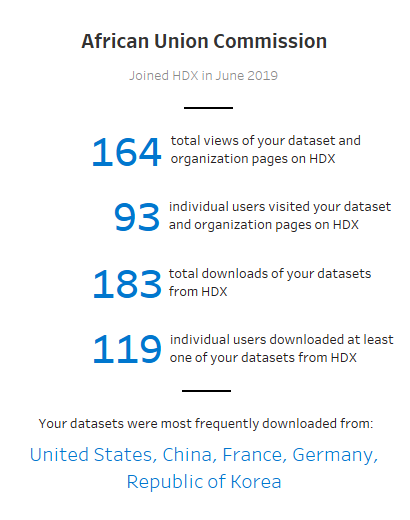 African Union Commission
Joined HDX in June 2019
164 total views of your dataset and
organization pages on HDX
93 individual users visited your dataset
and organization pages on HDX
183 total downloads of your datasets
from HDX
119 individual users downloaded at least
one of your datasets from HDX
Your datasets were most frequently downloaded from:
United States, China, France, Germany,
Republic of Korea